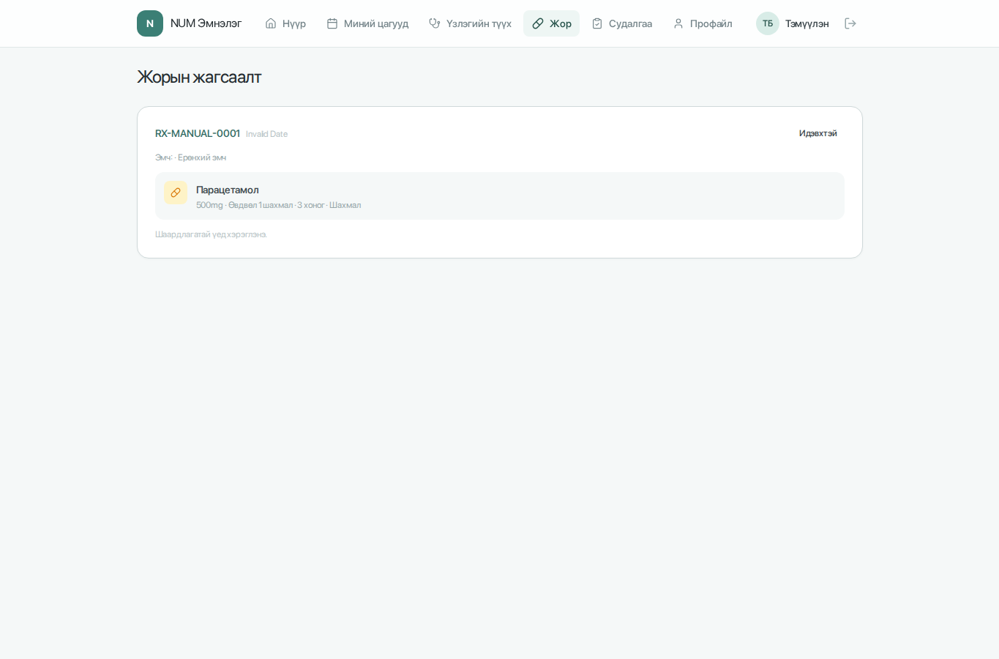 N NUM Эмнэлэг Нүүр Миний цагууд Үзлэгийн түүх Жор Судалгаа Профайл ТБ Тэмүүлэн
Жорын жагсаалт
RX-MANUAL-0001 Invalid Date Идэвхтэй
Эмч: · Ерөнхий эмч
Парацетамол
500mg · Өвдвөл 1 шахмал · 3 хоног · Шахмал
Шаардлагатай үед хэрэглэнэ.